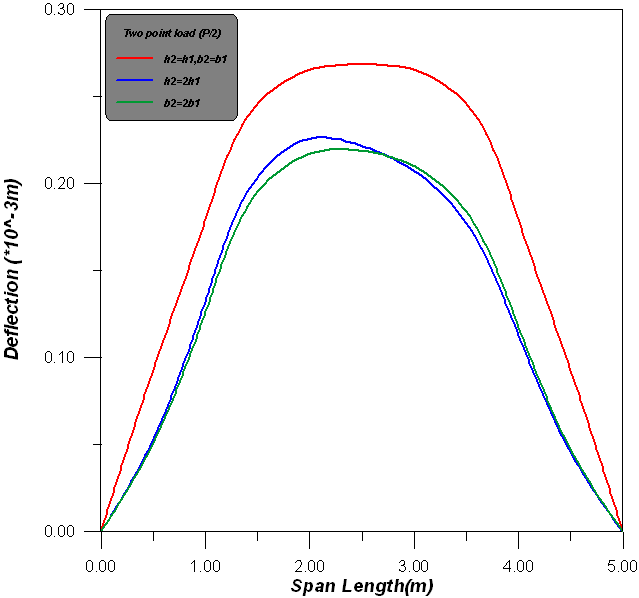 0.30
Two point load (P/2)
h2=h1,b2=b1
h2=2h1
b2=2b1
0.20
Deflection (*10^-3m)
0.10
0.00
0.00 1.00 2.00 3.00 4.00 5.00
Span Length(m)